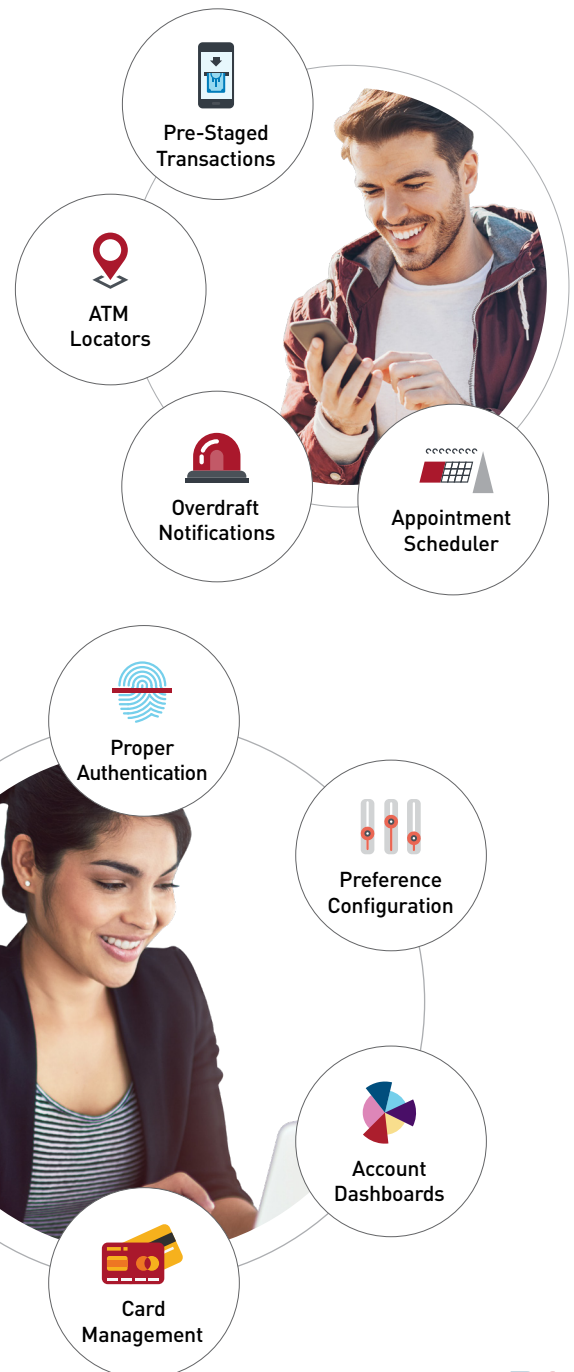 Pre-Staged
Transactions
ATM
Locators
Overdraft
Notifications
Appointment
Scheduler
Proper
Authentication
Preference
Configuration
Account
Dashboards
Card
Management